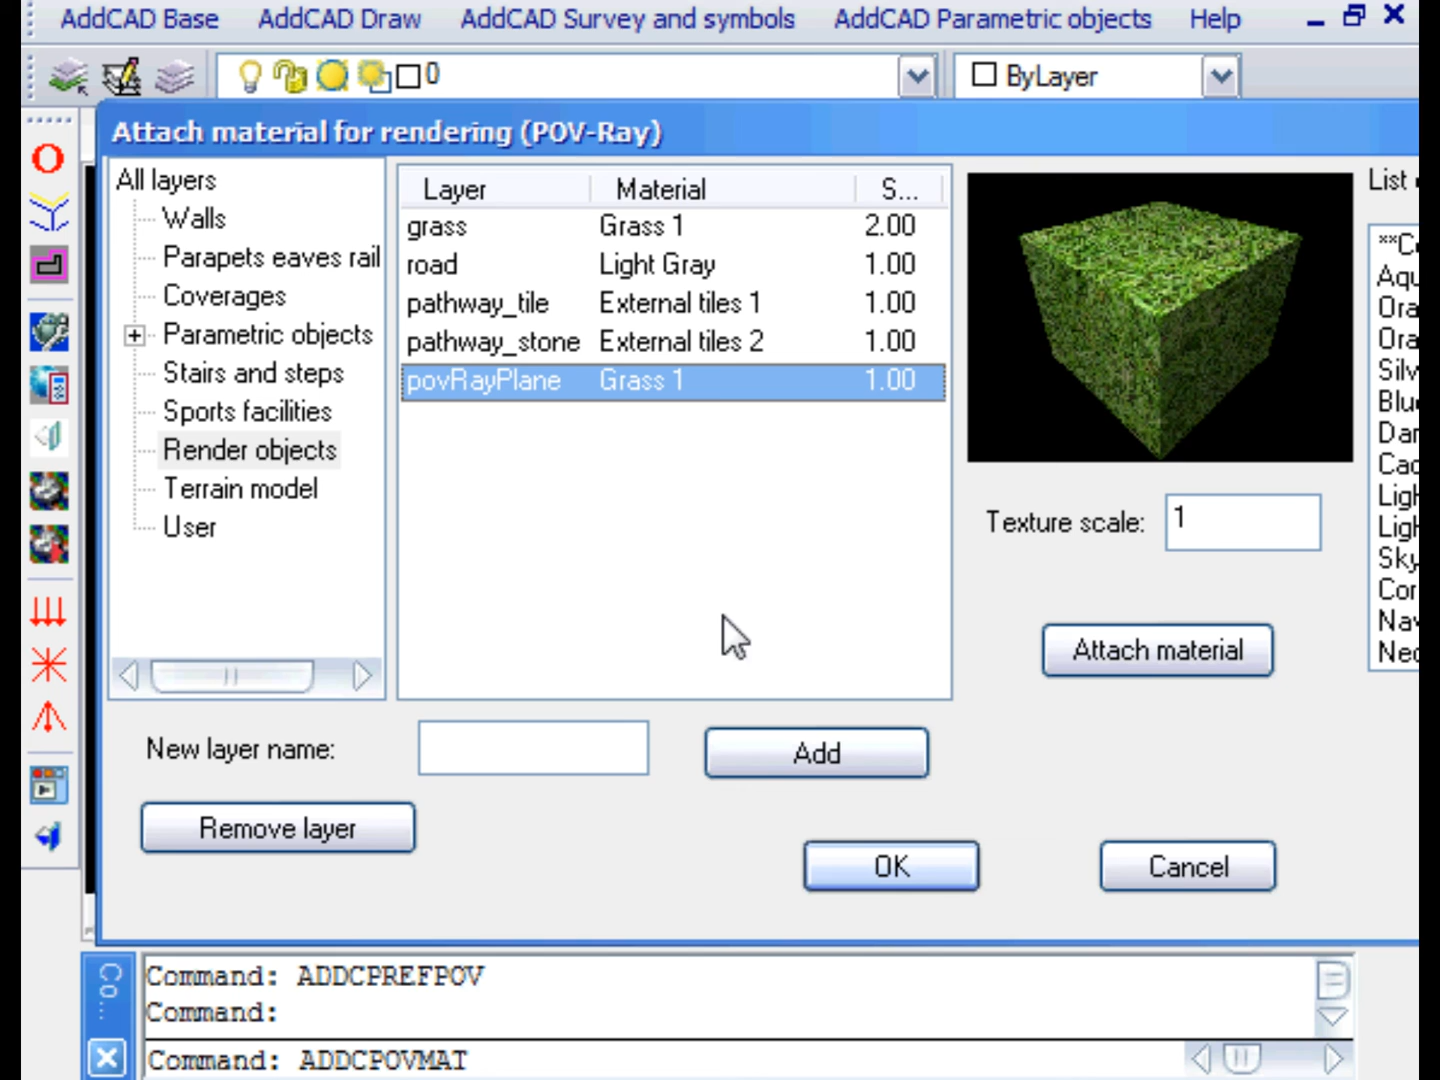 AddCAD Base AddCAD Draw AddCAD Survey and symbols AddCAD Parametric objects Help
0 ByLayer
Attach material for rendering (POV-Ray)
All layers
Walls
Parapets eaves rail
Coverages
Parametric objects
Stairs and steps
Sports facilities
Render objects
Terrain model
User
Layer Material S...
grass Grass 1 2.00
road Light Gray 1.00
pathway_tile External tiles 1 1.00
pathway_stone External tiles 2 1.00
povRayPlane Grass 1 1.00
List
Texture scale: 1
Attach material
New layer name:
Add
Remove layer
OK
Cancel
Co...
Command: ADDCPREFPOV
Command:
Command: ADDCPOVMAT